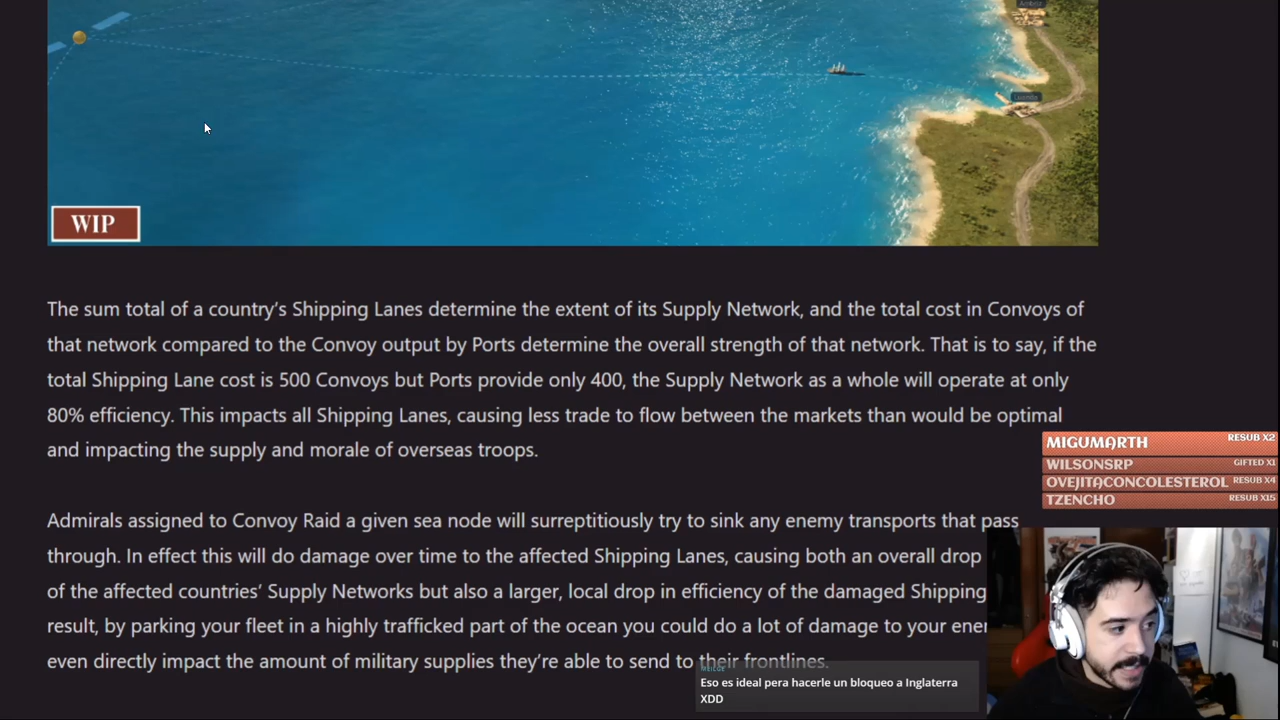 WIP
The sum total of a country’s Shipping Lanes determine the extent of its Supply Network, and the total cost in Convoys of
that network compared to the Convoy output by Ports determine the overall strength of that network. That is to say, if the
total Shipping Lane cost is 500 Convoys but Ports provide only 400, the Supply Network as a whole will operate at only
80% efficiency. This impacts all Shipping Lanes, causing less trade to flow between the markets than would be optimal
and impacting the supply and morale of overseas troops.
MIGUMARTH RESUB X2
WILSONSRP GIFTED X1
OVEJITACONCOLESTEROL RESUB X4
TZENCHO RESUB X15
Admirals assigned to Convoy Raid a given sea node will surreptitiously try to sink any enemy transports that pass
through. In effect this will do damage over time to the affected Shipping Lanes, causing both an overall drop
of the affected countries’ Supply Networks but also a larger, local drop in efficiency of the damaged Shipping
result, by parking your fleet in a highly trafficked part of the ocean you could do a lot of damage to your
even directly impact the amount of military supplies they’re able to send to their frontlines.
Eso es ideal pera hacerle un bloqueo a Inglaterra
XDD